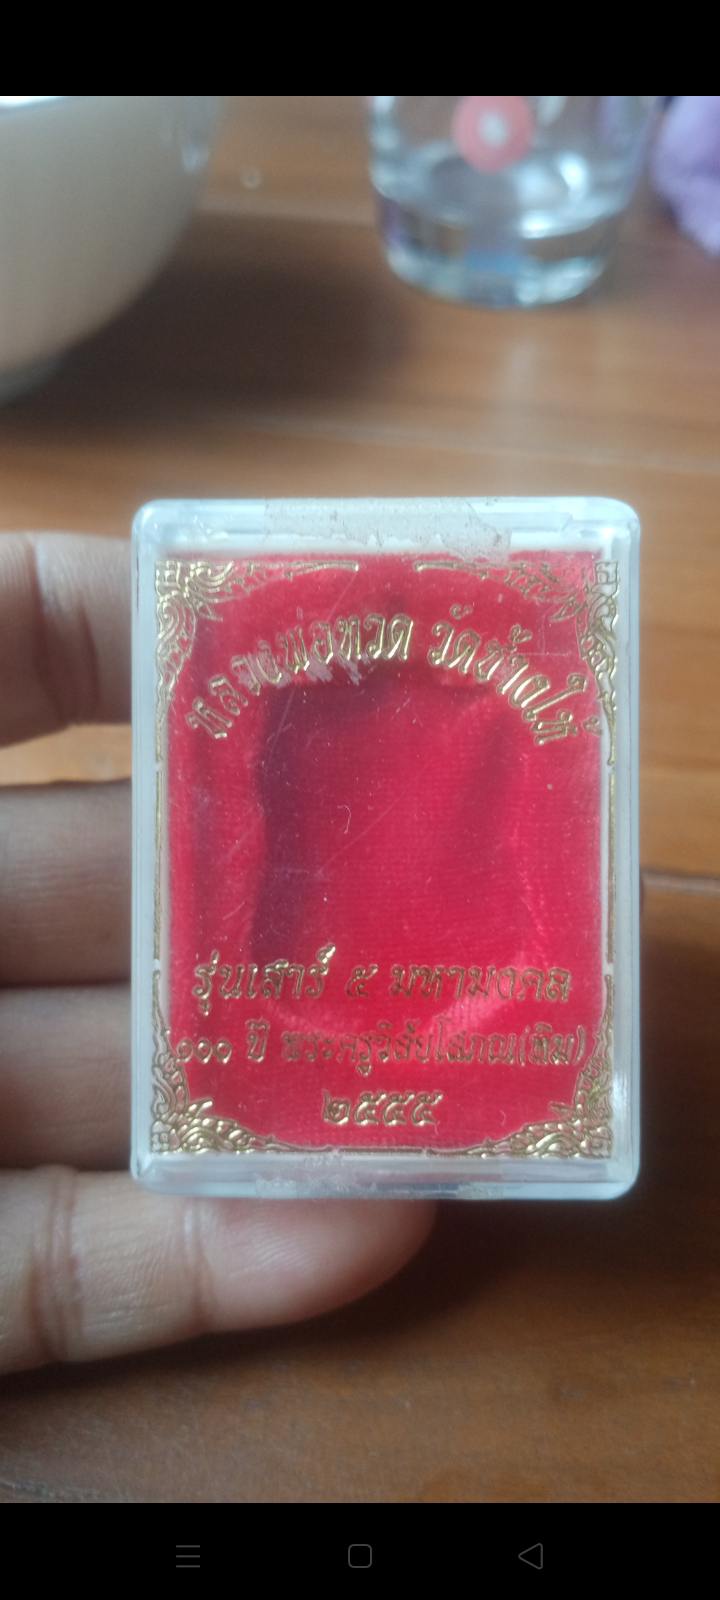 หลวงพ่อทวด วัดช้างให้
รุ่นเสาร์ ๕ มหามงคล
๑๐๐ ปี พระครูวิสัยโสภณ(ทิม)
๒๕๕๕